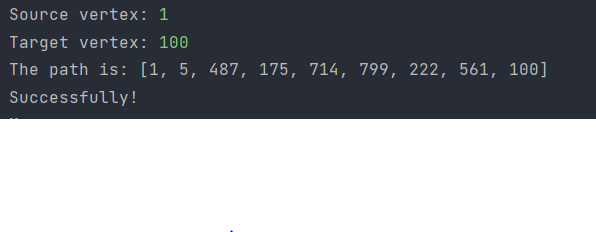 Source vertex: 1
Target vertex: 100
The path is: [1, 5, 487, 175, 714, 799, 222, 561, 100]
Successfully!